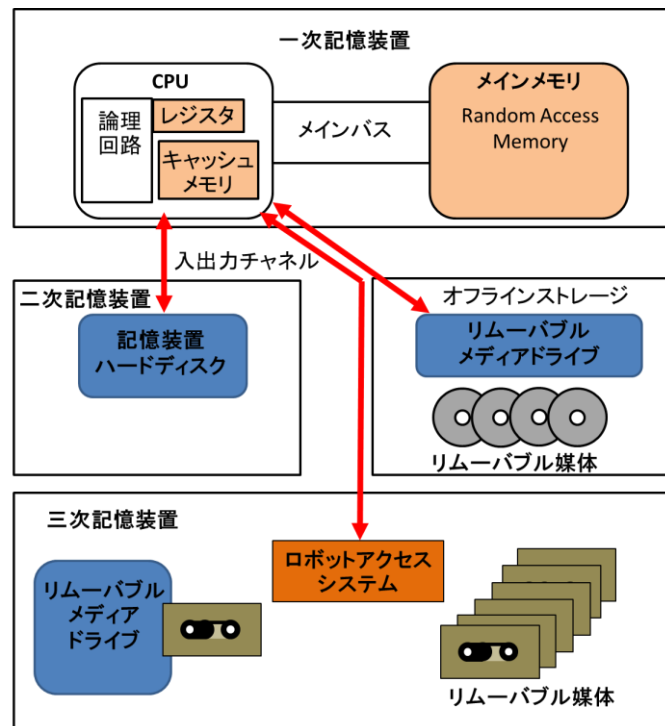 一次記憶装置
CPU
論理
回路
レジスタ
キャッシュ
メモリ
メインバス
メインメモリ
Random Access
Memory
入出力チャネル
二次記憶装置
記憶装置
ハードディスク
オフラインストレージ
リムーバブル
メディアドライブ
リムーバブル媒体
三次記憶装置
ロボットアクセス
システム
リムーバブル
メディア
ドライブ
リムーバブル媒体